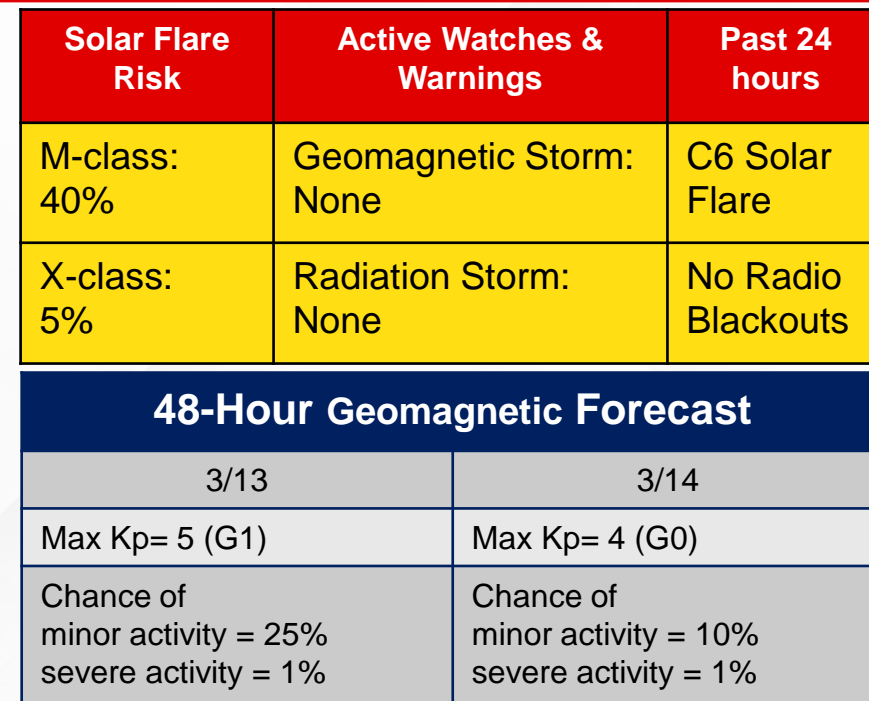 Solar Flare Risk
Active Watches & Warnings
Past 24 hours
M-class: 40%
Geomagnetic Storm: None
C6 Solar Flare
X-class: 5%
Radiation Storm: None
No Radio Blackouts
48-Hour Geomagnetic Forecast
3/13
3/14
Max Kp= 5 (G1)
Max Kp= 4 (G0)
Chance of
minor activity = 25%
severe activity = 1%
Chance of
minor activity = 10%
severe activity = 1%